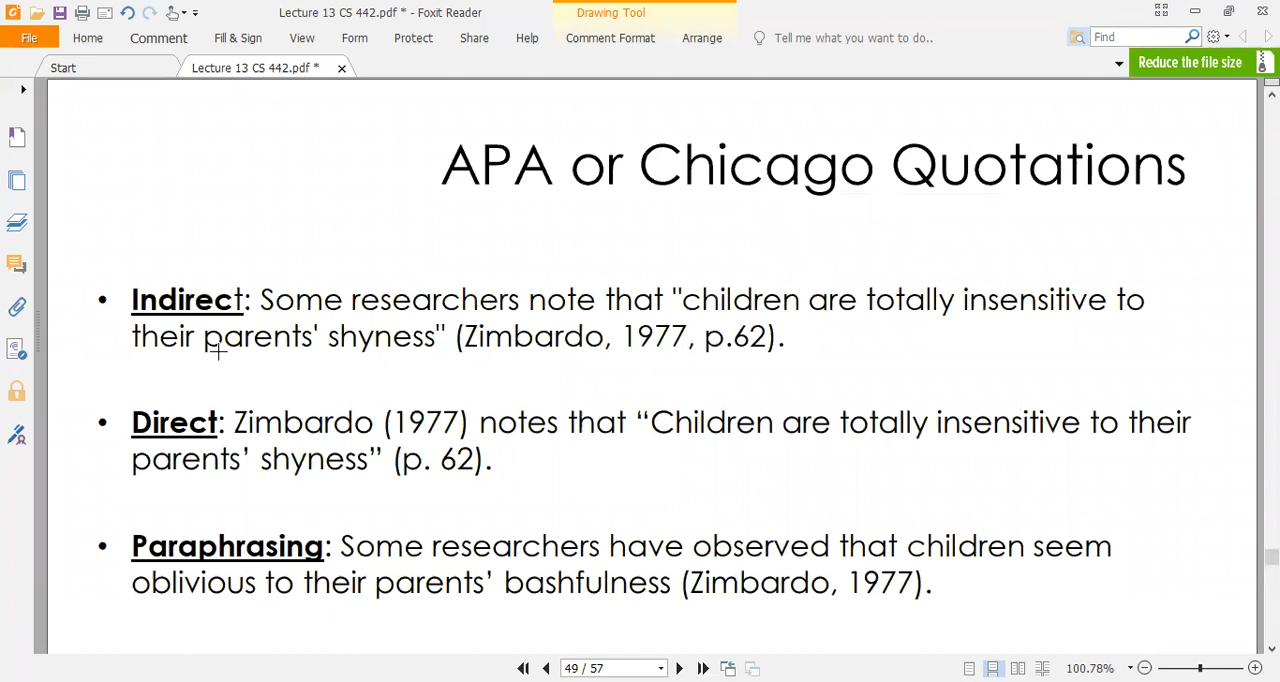 Lecture 13 CS 442.pdf * - Foxit Reader
Drawing Tool
File Home Comment Fill & Sign View Form Protect Share Help Comment Format Arrange Tell me what you want to do.. Find
Start Lecture 13 CS 442.pdf * Reduce the file size
APA or Chicago Quotations
• Indirect: Some researchers note that "children are totally insensitive to
their parents' shyness" (Zimbardo, 1977, p.62).
• Direct: Zimbardo (1977) notes that “Children are totally insensitive to their
parents’ shyness” (p. 62).
• Paraphrasing: Some researchers have observed that children seem
oblivious to their parents’ bashfulness (Zimbardo, 1977).
49 / 57 100.78%